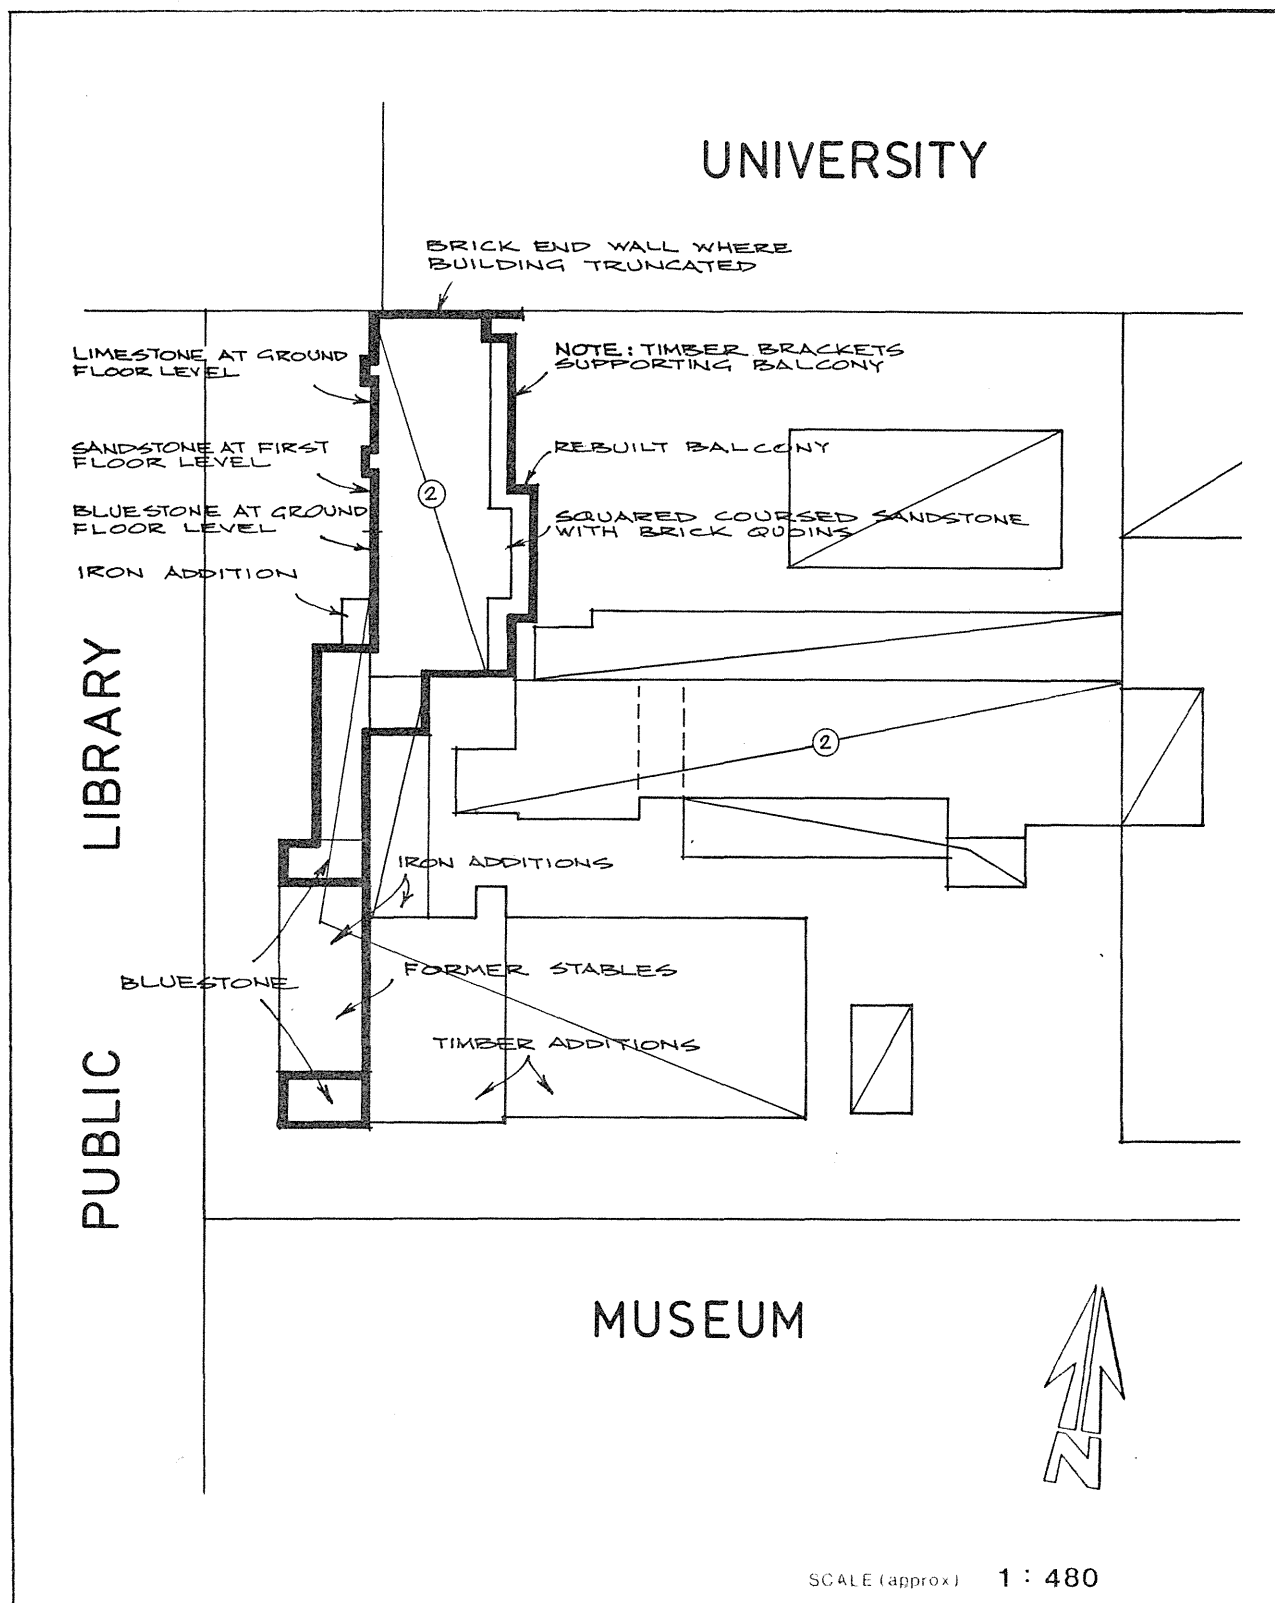 UNIVERSITY
BRICK END WALL WHERE
BUILDING TRUNCATED
LIMESTONE AT GROUND
FLOOR LEVEL
NOTE: TIMBER BRACKETS
SUPPORTING BALCONY
SANDSTONE AT FIRST
FLOOR LEVEL
REBUILT BALCONY
2
BLUESTONE AT GROUND
FLOOR LEVEL
SQUARED COURSED SANDSTONE
WITH BRICK QUOINS
IRON ADDITION
PUBLIC LIBRARY
2
IRON ADDITIONS
FORMER STABLES
BLUESTONE
TIMBER ADDITIONS
MUSEUM
N
SCALE (approx) 1 : 480